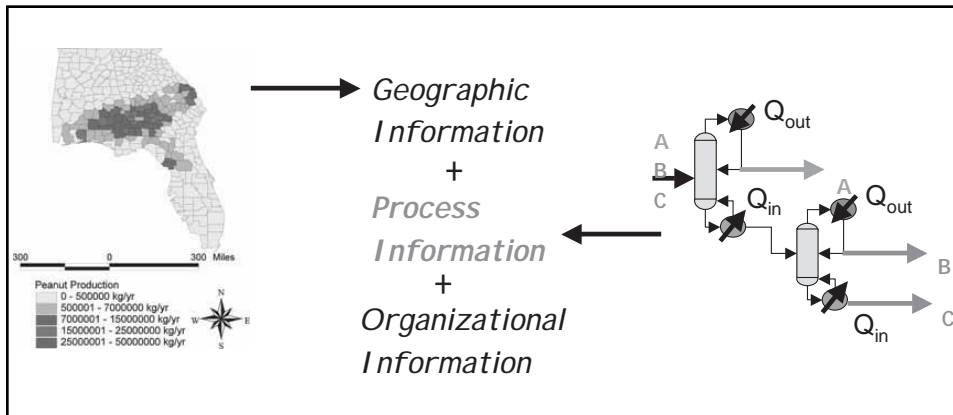 Geographic
Information
+
Process
Information
+
Organizational
Information
300 0 300 Miles
Peanut Production
0 - 500000 kg/yr
500001 - 7000000 kg/yr
7000001 - 15000000 kg/yr
15000001 - 25000000 kg/yr
25000001 - 50000000 kg/yr
N
W E
S
A
B
C
Qout
Qin
A
Qout
B
C
Qin